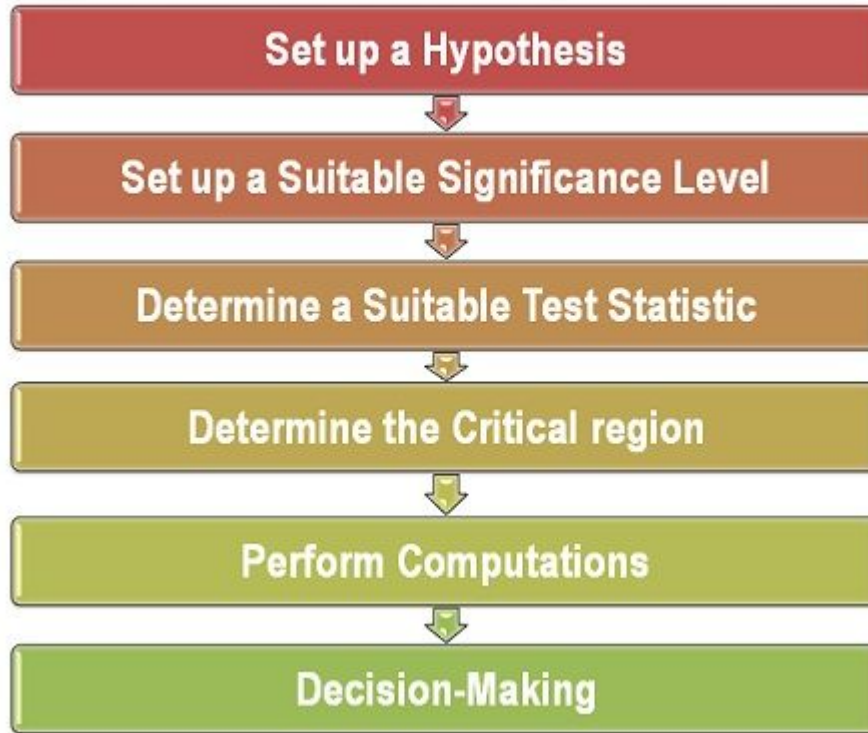 Set up a Hypothesis
Set up a Suitable Significance Level
Determine a Suitable Test Statistic
Determine the Critical region
Perform Computations
Decision-Making